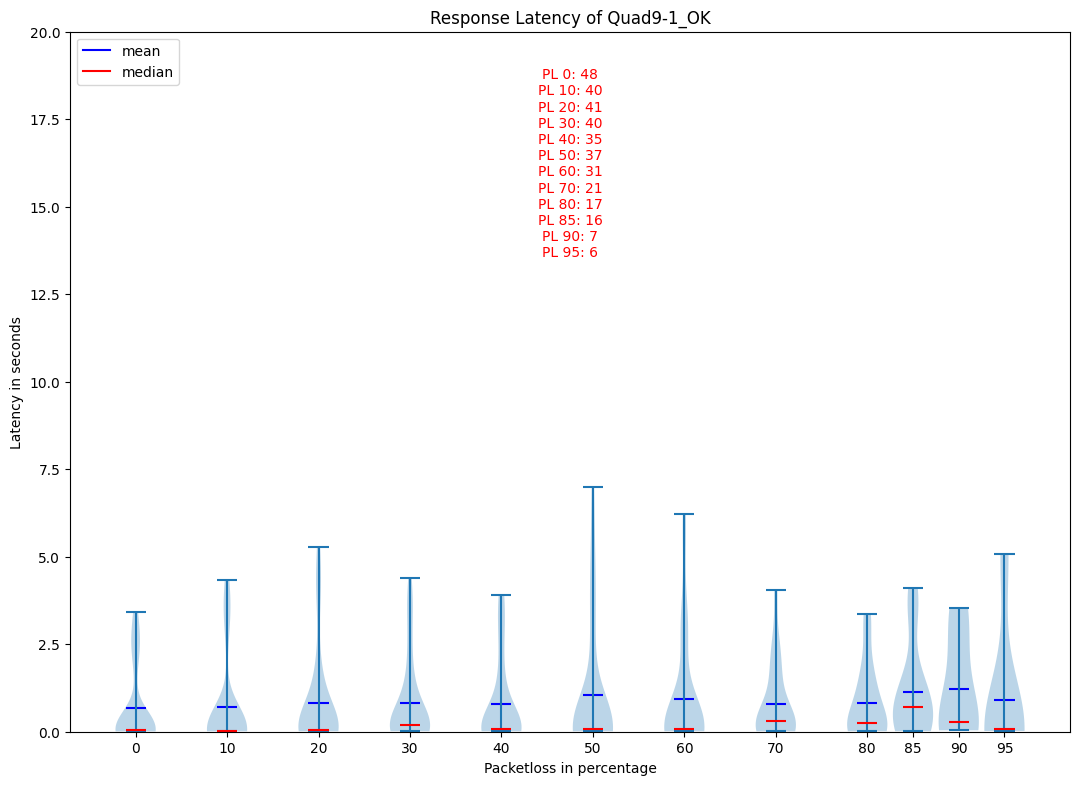 Response Latency of Quad9-1_OK
mean
median
PL 0: 48
PL 10: 40
PL 20: 41
PL 30: 40
PL 40: 35
PL 50: 37
PL 60: 31
PL 70: 21
PL 80: 17
PL 85: 16
PL 90: 7
PL 95: 6
Latency in seconds
20.0
17.5
15.0
12.5
10.0
7.5
5.0
2.5
0.0
0 10 20 30 40 50 60 70 80 85 90 95
Packetloss in percentage